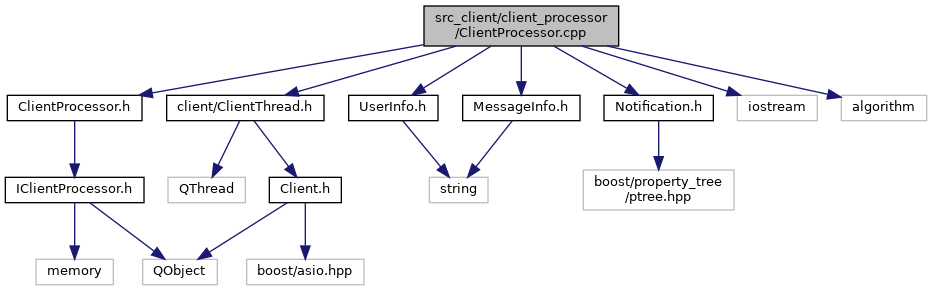 src_client/client_processor
/ClientProcessor.cpp
ClientProcessor.h
client/ClientThread.h
UserInfo.h
MessageInfo.h
Notification.h
iostream
algorithm
IClientProcessor.h
QThread
Client.h
string
boost/property_tree
/ptree.hpp
memory
QObject
boost/asio.hpp